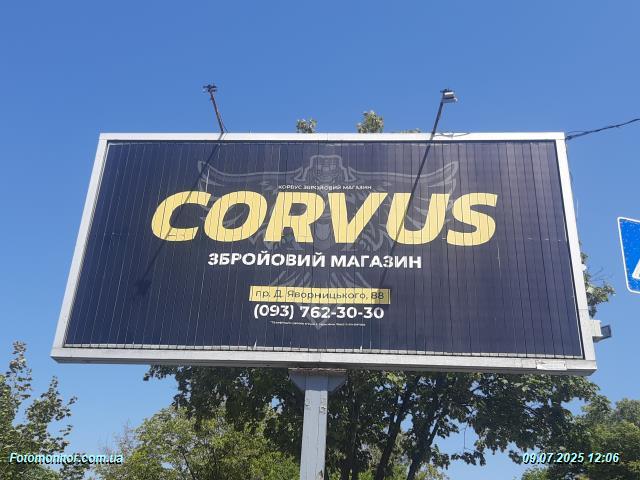 КОРВУС ЗБРОЙОВИЙ МАГАЗИН
CORVUS
ЗБРОЙОВИЙ МАГАЗИН
пр. Д. Яворницького, 88
(093) 762-30-30
Fotomonitor.com.ua
09.07.2025 12:06